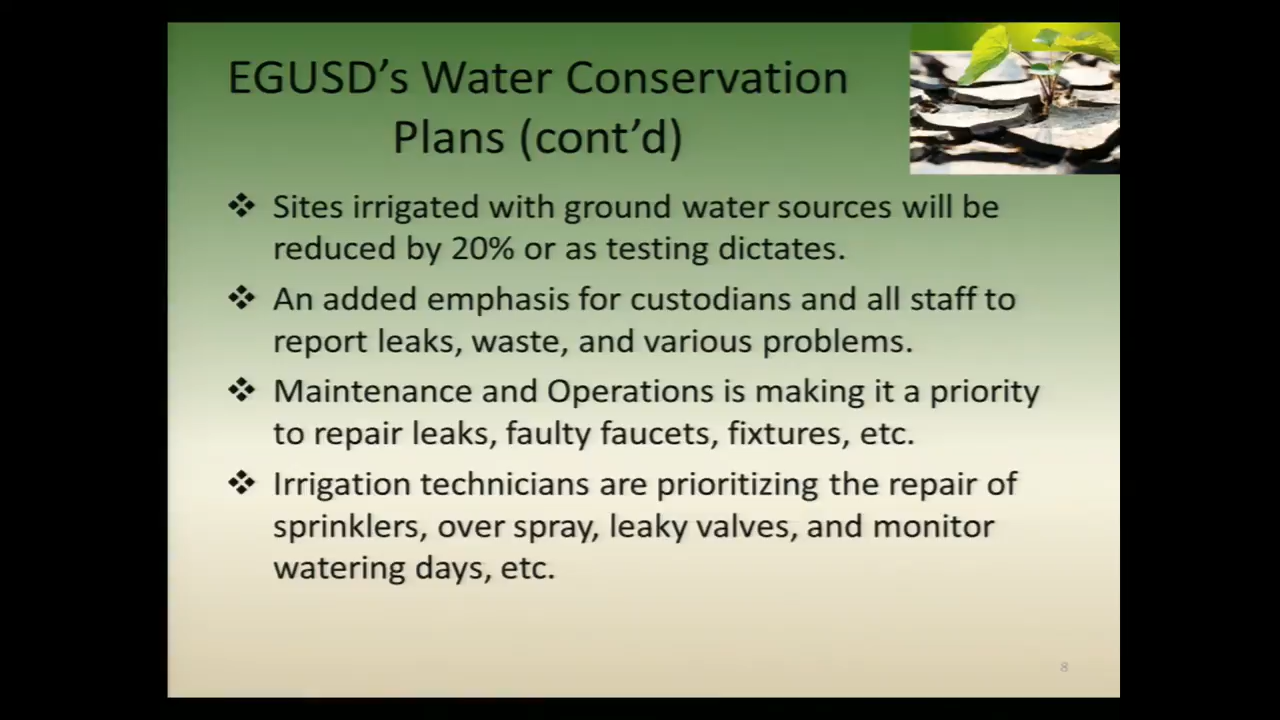 EGUSD's Water Conservation
Plans (cont'd)
❖ Sites irrigated with ground water sources will be
reduced by 20% or as testing dictates.
❖ An added emphasis for custodians and all staff to
report leaks, waste, and various problems.
❖ Maintenance and Operations is making it a priority
to repair leaks, faulty faucets, fixtures, etc.
❖ Irrigation technicians are prioritizing the repair of
sprinklers, over spray, leaky valves, and monitor
watering days, etc.
8